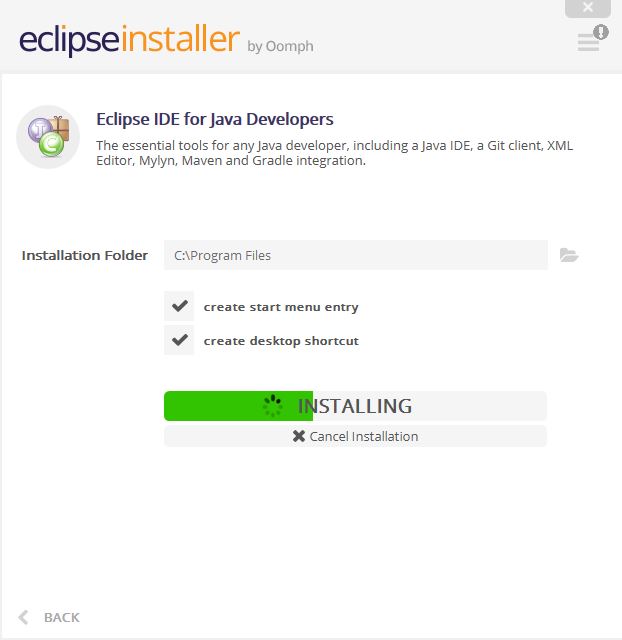 eclipseinstaller by Oomph
Eclipse IDE for Java Developers
The essential tools for any Java developer, including a Java IDE, a Git client, XML
Editor, Mylyn, Maven and Gradle integration.
Installation Folder C:\Program Files
create start menu entry
create desktop shortcut
INSTALLING
Cancel Installation
BACK